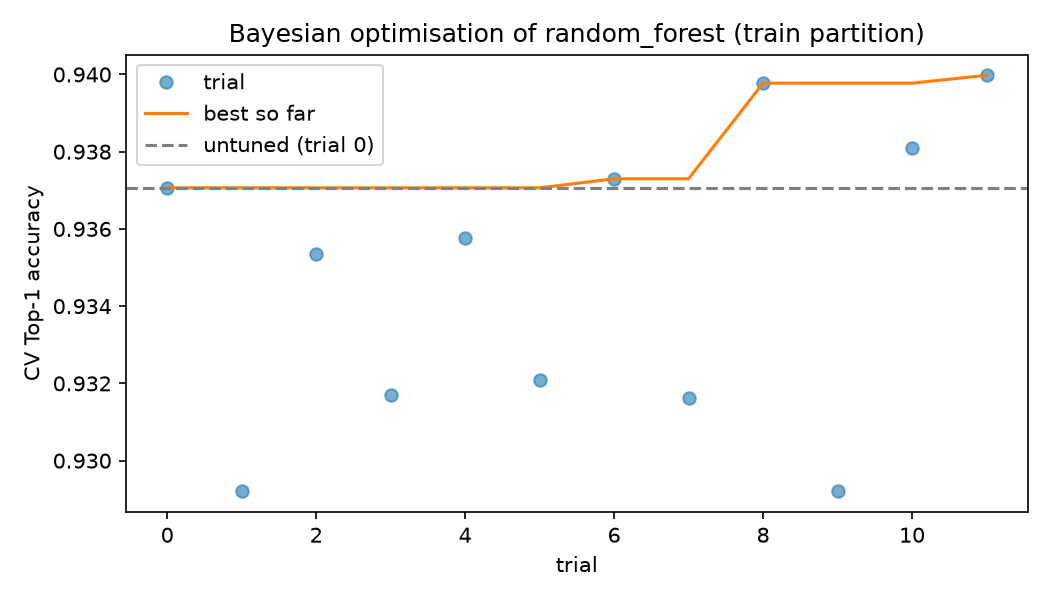 Bayesian optimisation of random_forest (train partition)
trial
best so far
untuned (trial 0)
CV Top-1 accuracy
0.940
0.938
0.936
0.934
0.932
0.930
0
2
4
6
8
10
trial